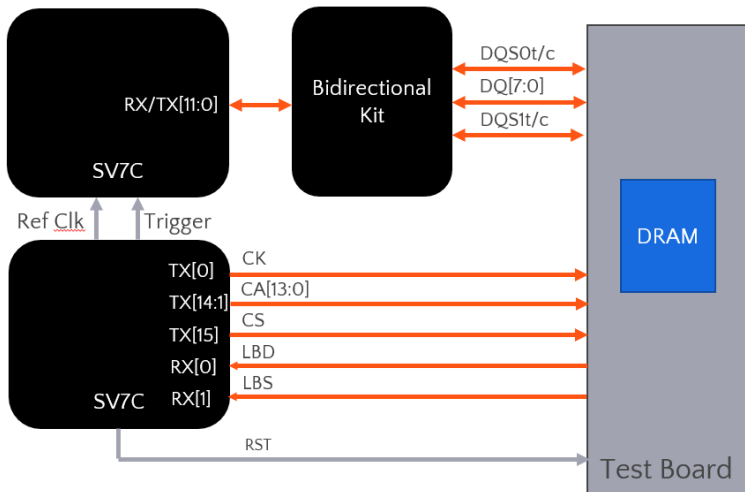 RX/TX[11:0]
SV7C
Bidirectional
Kit
DQS0t/c
DQ[7:0]
DQS1t/c
Ref Clk
Trigger
DRAM
TX[0]
CK
TX[14:1]
CA[13:0]
TX[15]
CS
RX[0]
LBD
RX[1]
LBS
SV7C
RST
Test Board